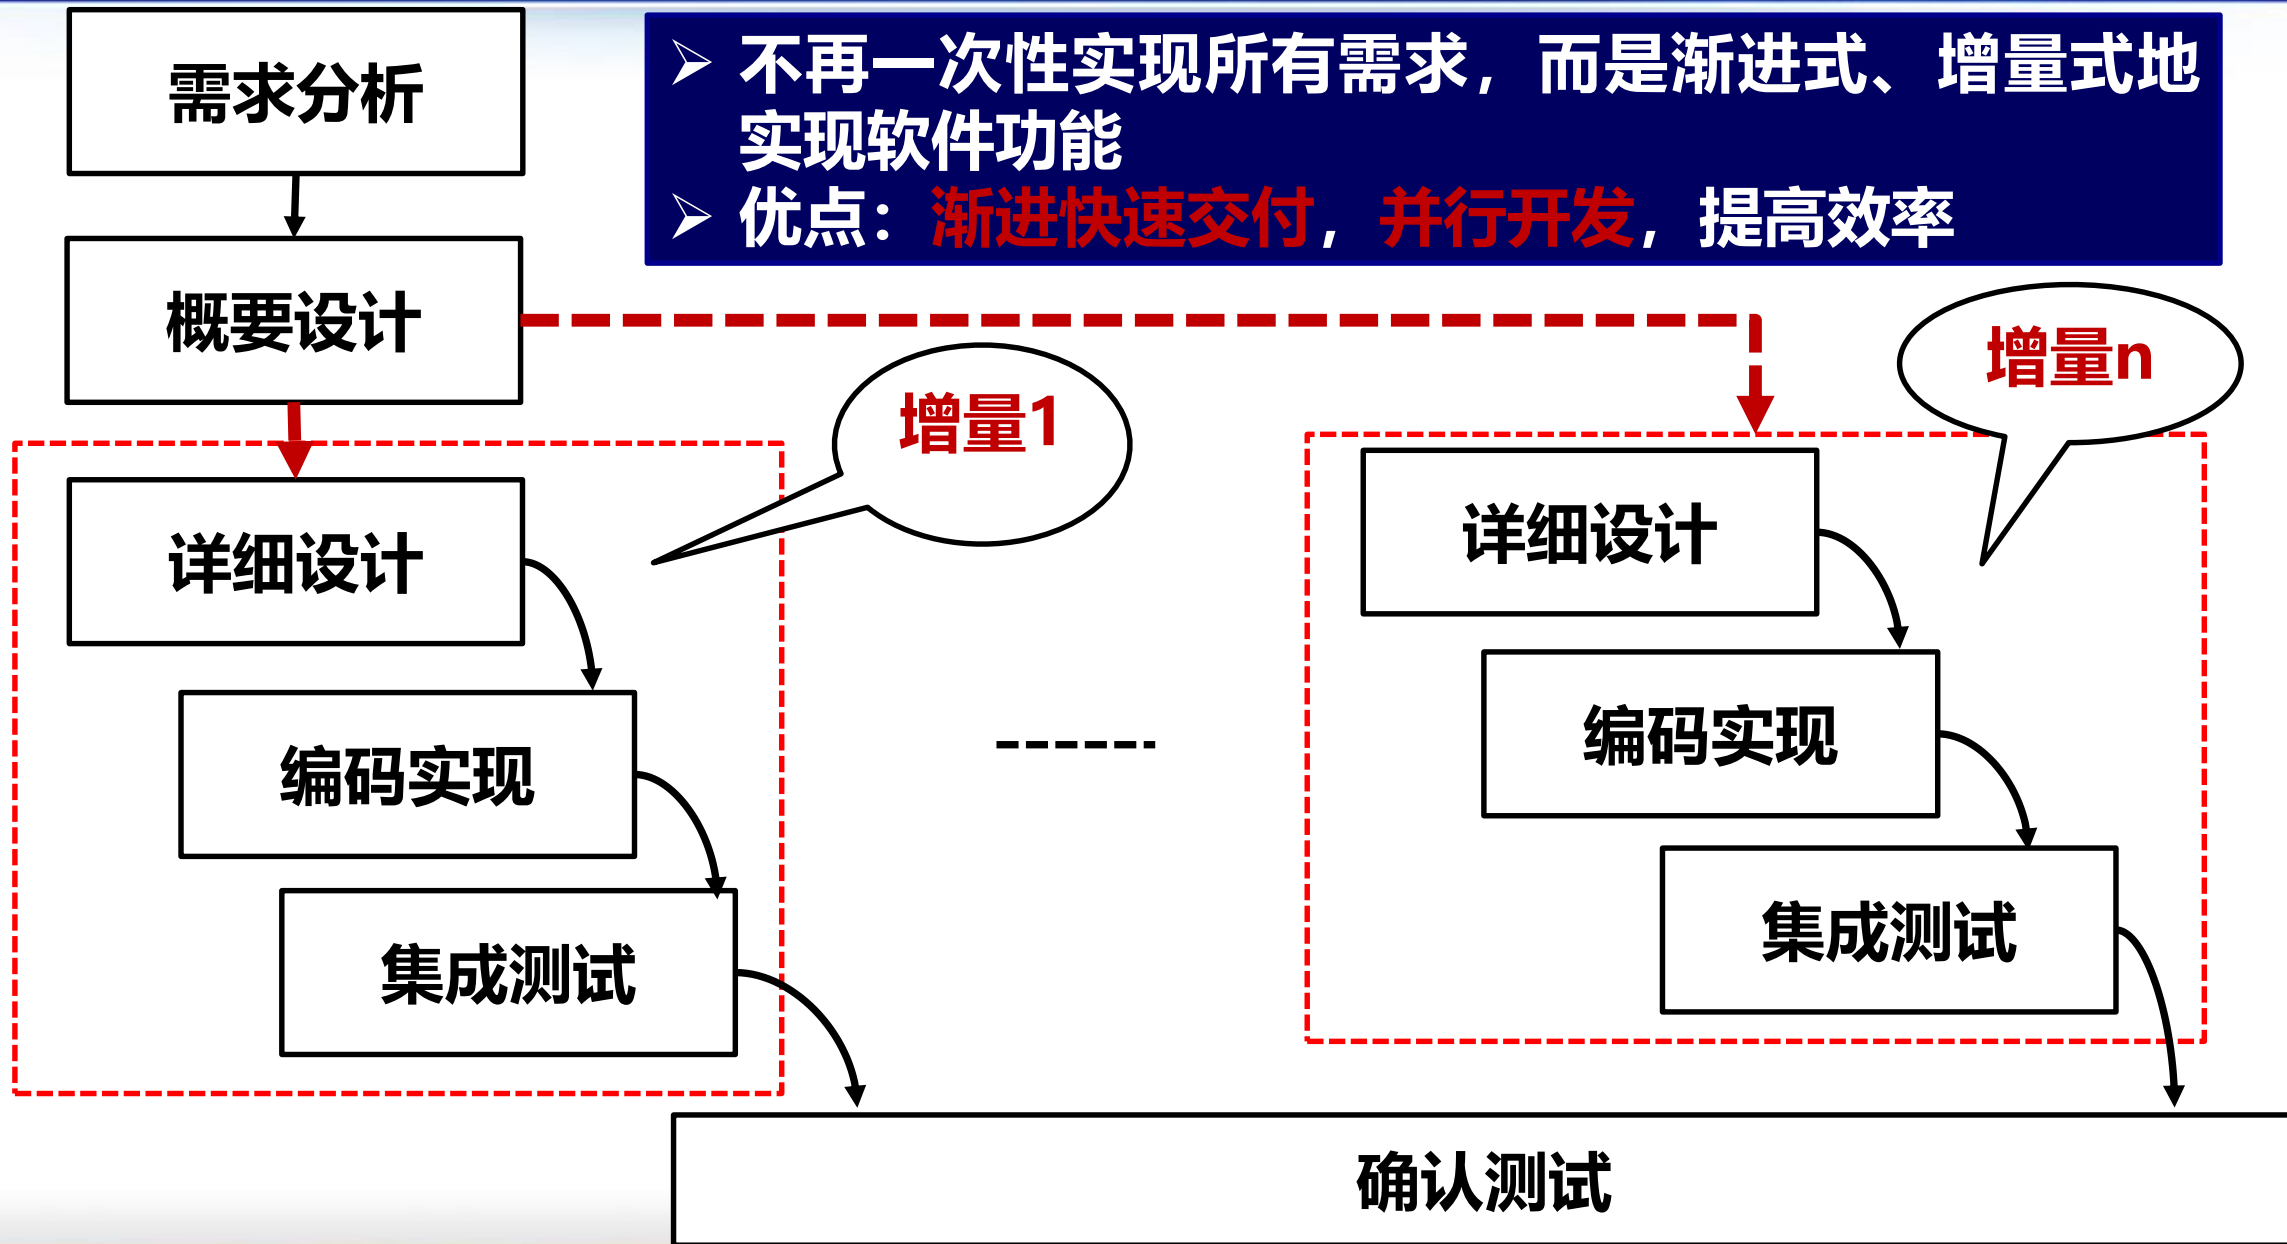 需求分析
不再一次性实现所有需求，而是渐进式、增量式地
实现软件功能
优点：渐进快速交付，并行开发，提高效率
概要设计
增量1
增量n
详细设计
编码实现
集成测试
详细设计
编码实现
集成测试
确认测试